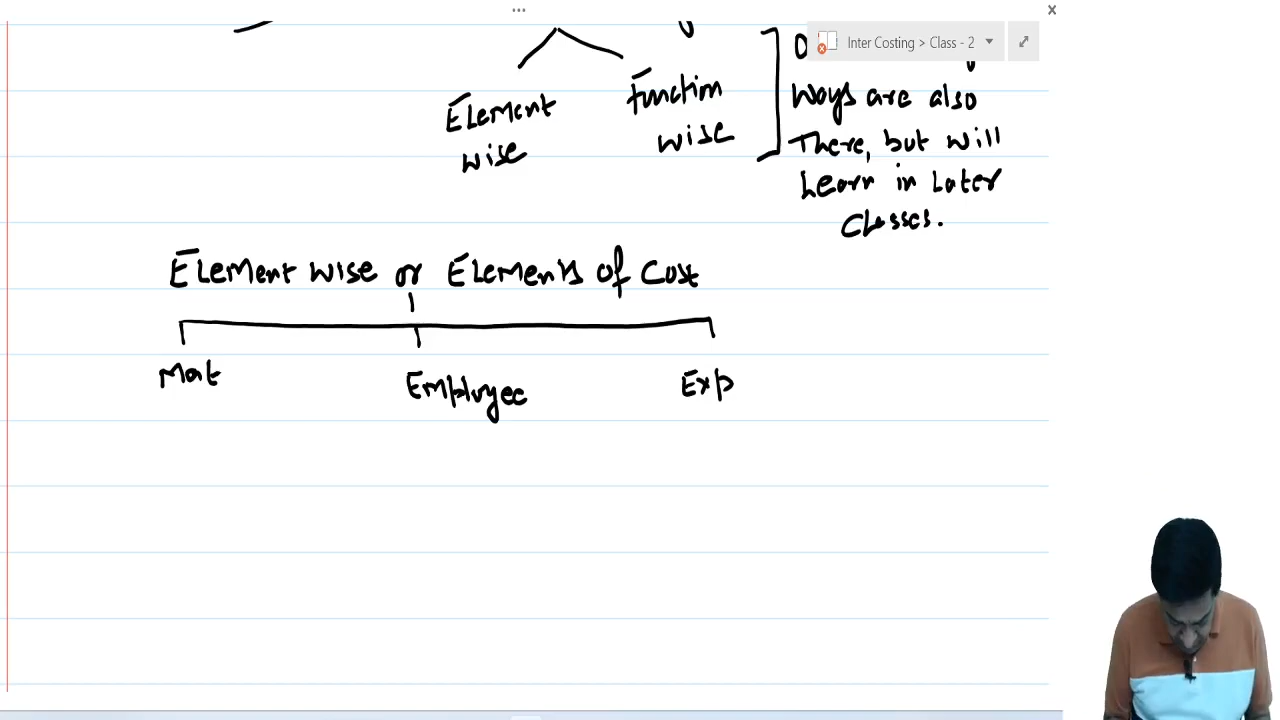 Inter Costing > Class - 2
Element
wise
Function
wise
ways are also
There, but will
Learn in Later
Classes.
Element wise or Elements of Cost
Mat Employee Exp